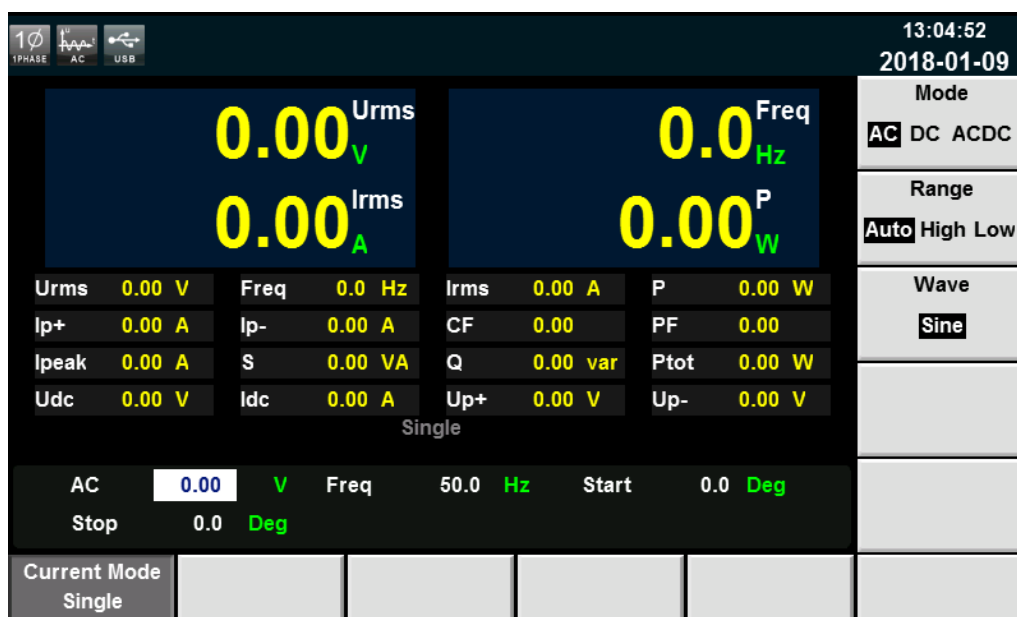 1Ø
1PHASE
U
t
AC
USB
13:04:52
2018-01-09
0.00 Urms V
0.0 Freq Hz
0.00 Irms A
0.00 P W
Mode
AC DC ACDC
Range
Auto High Low
Wave
Sine
Urms 0.00 V Freq 0.0 Hz Irms 0.00 A P 0.00 W
Ip+ 0.00 A Ip- 0.00 A CF 0.00 PF 0.00
Ipeak 0.00 A S 0.00 VA Q 0.00 var Ptot 0.00 W
Udc 0.00 V Idc 0.00 A Up+ 0.00 V Up- 0.00 V
Single
AC 0.00 V Freq 50.0 Hz Start 0.0 Deg
Stop 0.0 Deg
Current Mode
Single